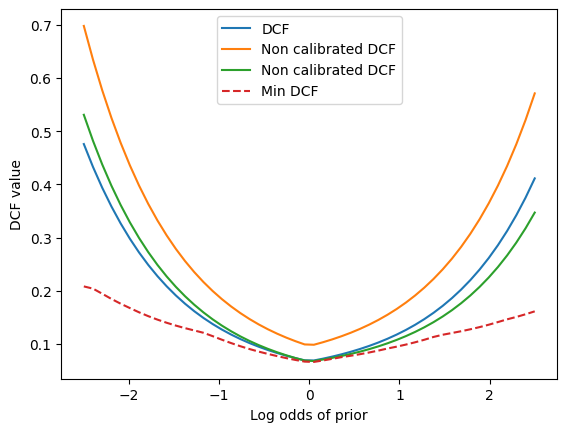 DCF
Non calibrated DCF
Non calibrated DCF
Min DCF
0.7
0.6
0.5
0.4
0.3
0.2
0.1
DCF value
−2
−1
0
1
2
Log odds of prior